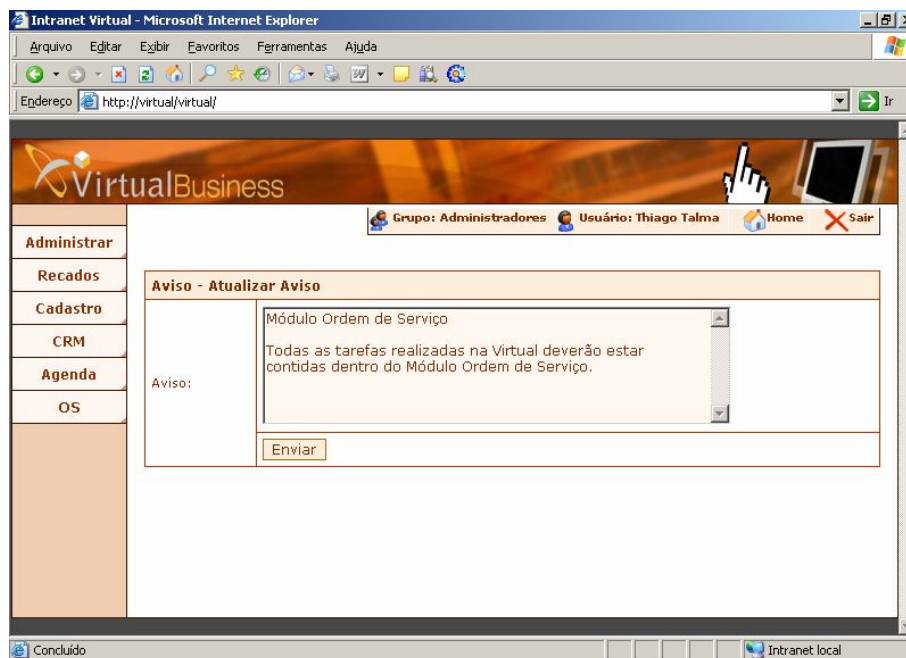 Intranet Virtual - Microsoft Internet Explorer
Arquivo Editar Exibir Favoritos Ferramentas Ajuda
Endereço http://virtual/virtual/ Ir
VirtualBusiness
Grupo: Administradores Usuário: Thiago Talma Home Sair
Administrar
Recados
Cadastro
CRM
Agenda
OS
Aviso - Atualizar Aviso
Aviso:
Módulo Ordem de Serviço
Todas as tarefas realizadas na Virtual deverão estar
contidas dentro do Módulo Ordem de Serviço.
Enviar
Concluído Intranet local